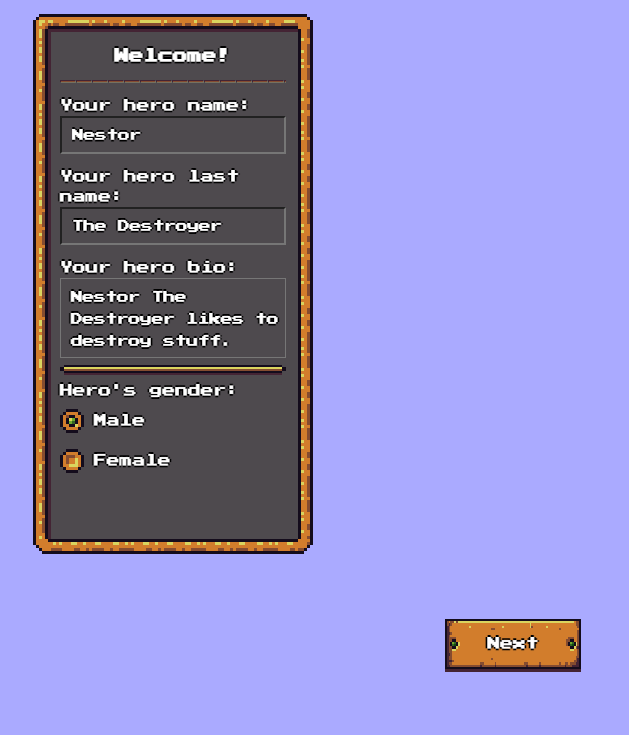 Welcome!
Your hero name:
Nestor
Your hero last
name:
The Destroyer
Your hero bio:
Nestor The
Destroyer likes to
destroy stuff.
Hero's gender:
Male
Female
Next